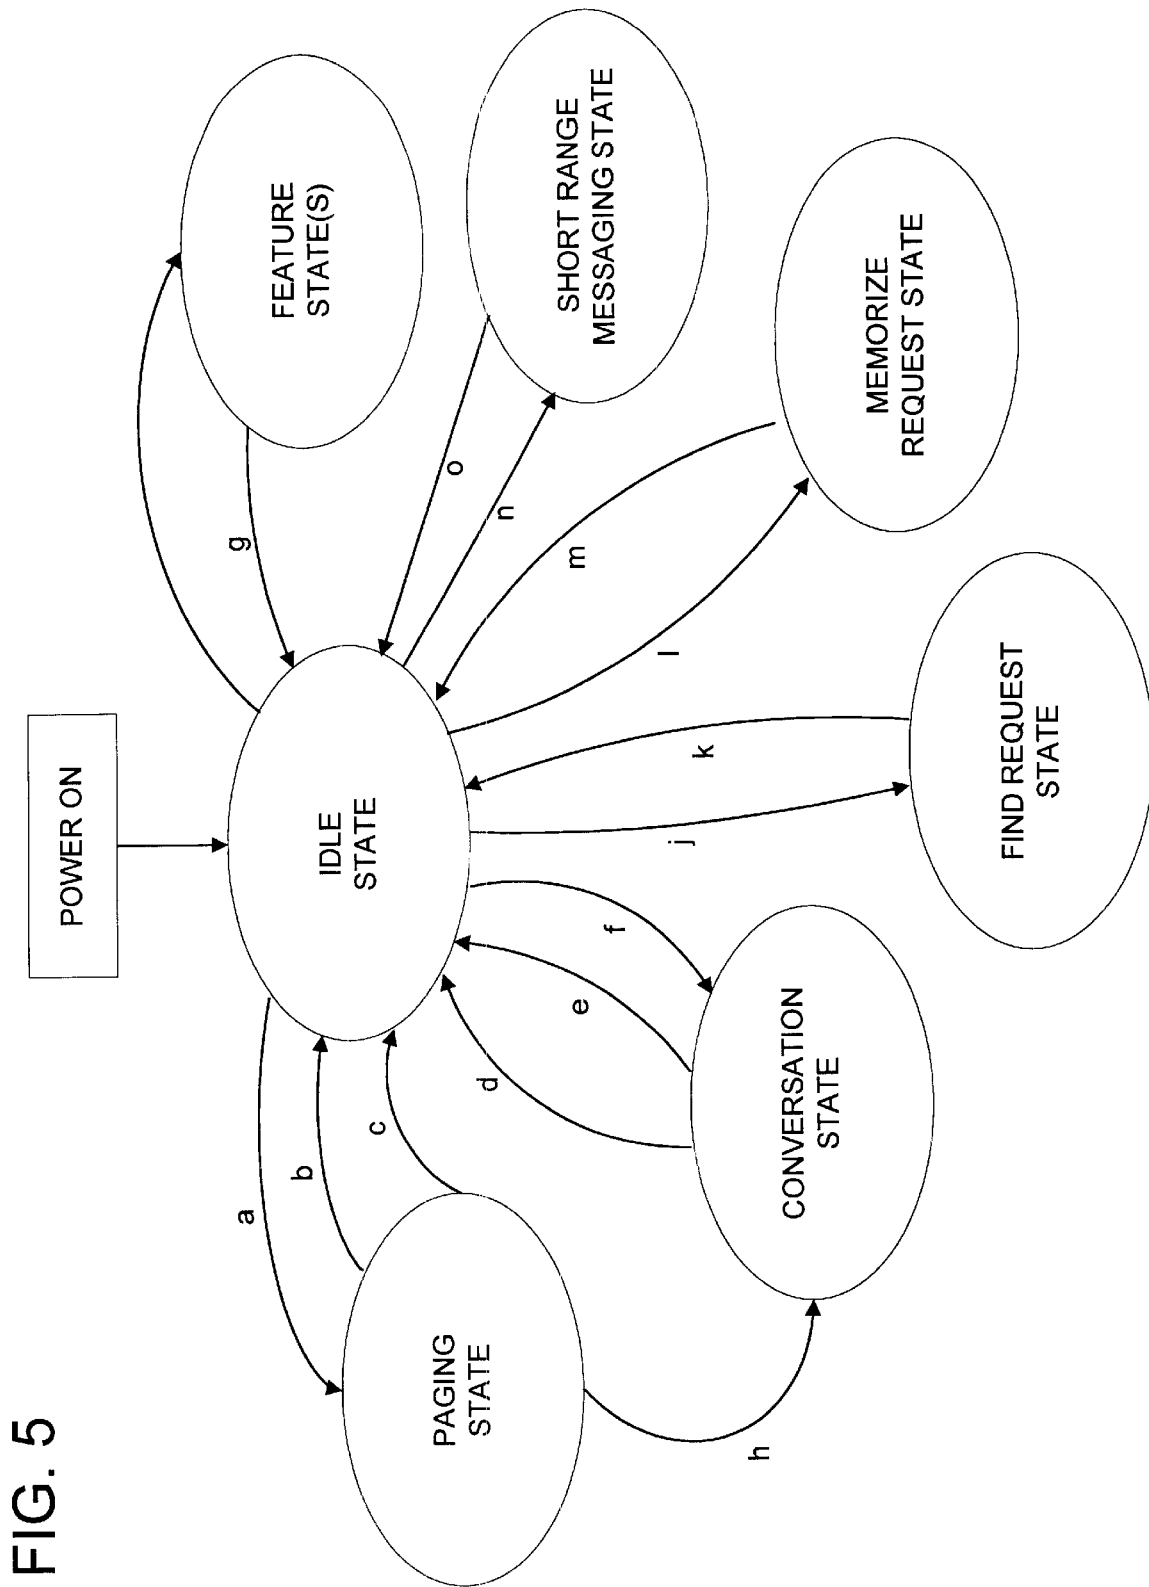 FIG. 5
POWER ON
IDLE
STATE
FEATURE
STATE(S)
SHORT RANGE
MESSAGING STATE
MEMORIZE
REQUEST STATE
FIND REQUEST
STATE
CONVERSATION
STATE
PAGING
STATE
a
b
c
d
e
f
g
h
j
k
l
m
n
o